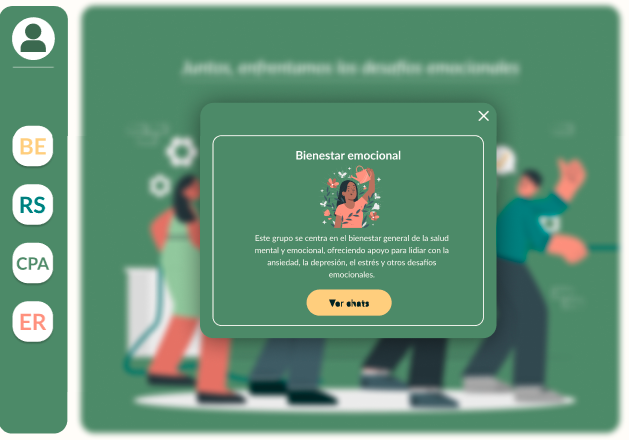 Juntos, enfrentamos los desafíos emocionales
BE
RS
CPA
ER
Bienestar emocional
Este grupo se centra en el bienestar general de la salud
mental y emocional, ofreciendo apoyo para lidiar con la
ansiedad, la depresión, el estrés y otros desafíos
emocionales.
Ver chats